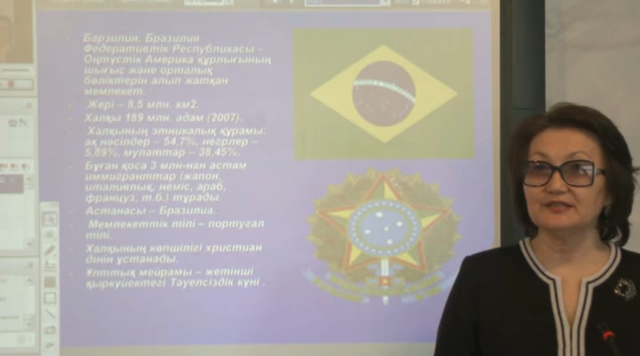 Барзилия. Бразилия
Федеративтік Республикасы –
Оңтүстік Америка құрлығының
шығыс және орталық
бөліктерін алып жатқан
мемлекет.
Жері – 8,5 млн. км2.
Халқы 189 млн. адам (2007).
Халқының этникалық құрамы:
ақ нәсілдер – 54,7%, негрлер –
5,89%, мулаттар – 38,45%.
Бұған қоса 3 млн-нан астам
иммигранттар (жапон,
италиялық, неміс, араб,
француз, т.б.) тұрады.
Астанасы – Бразилиа.
Мемлекеттік тілі – португал
тілі.
Халқының көпшілігі христиан
дінін ұстанады.
Ұлттық мейрамы – жетінші
қыркүйектегі Тәуелсіздік күні .